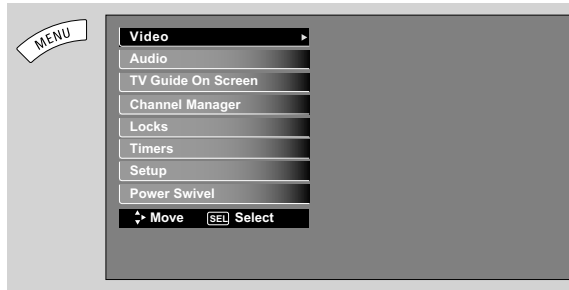 MENU
Video
Audio
TV Guide On Screen
Channel Manager
Locks
Timers
Setup
Power Swivel
Move SEL Select